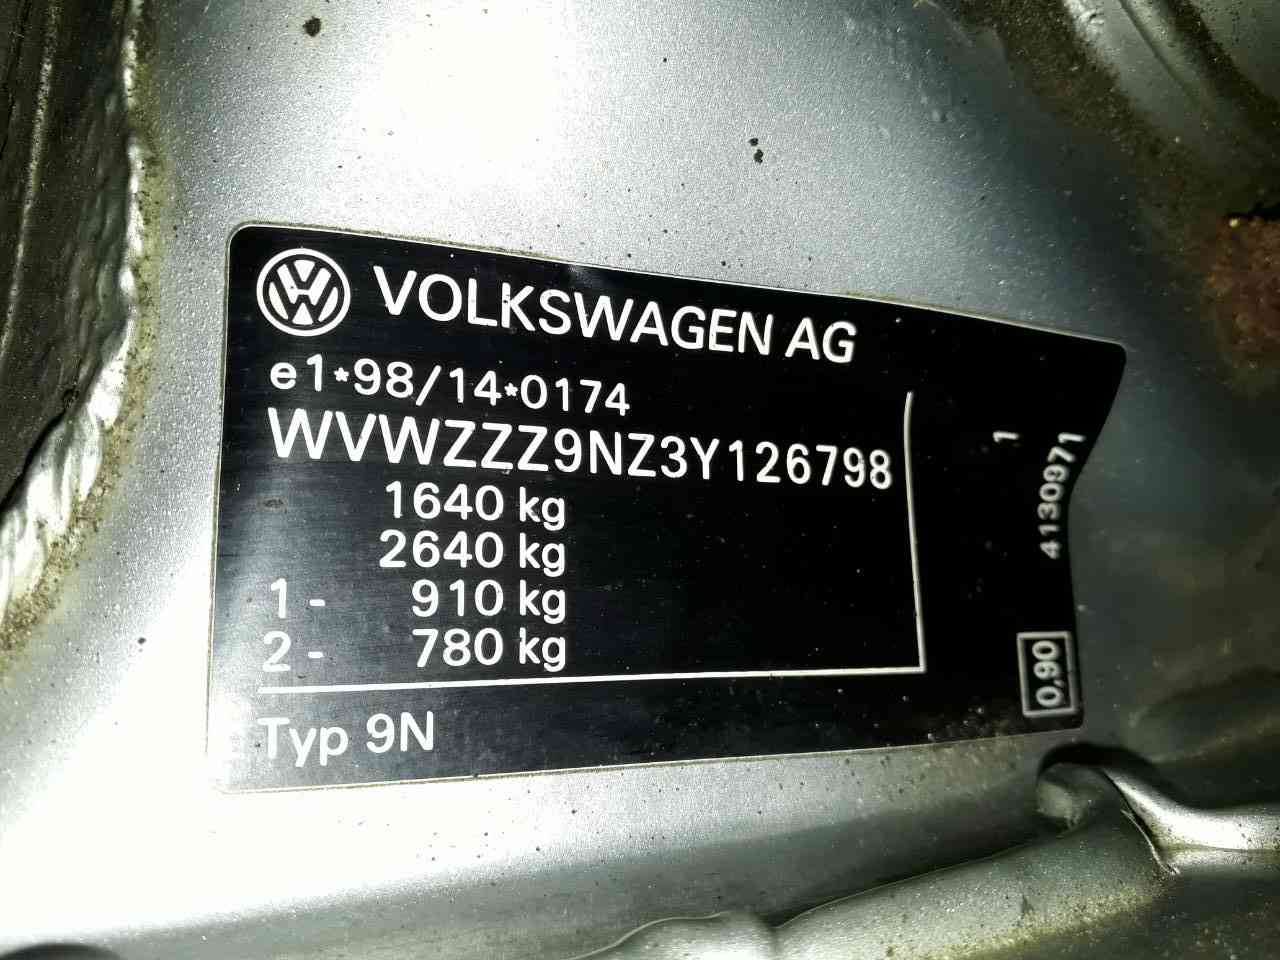 VOLKSWAGEN AG
e1*98/14*0174
WVWZZZ9NZ3Y126798
1640 kg
2640 kg
1 - 910 kg
2 - 780 kg
Typ 9N
1
4130971
0.90